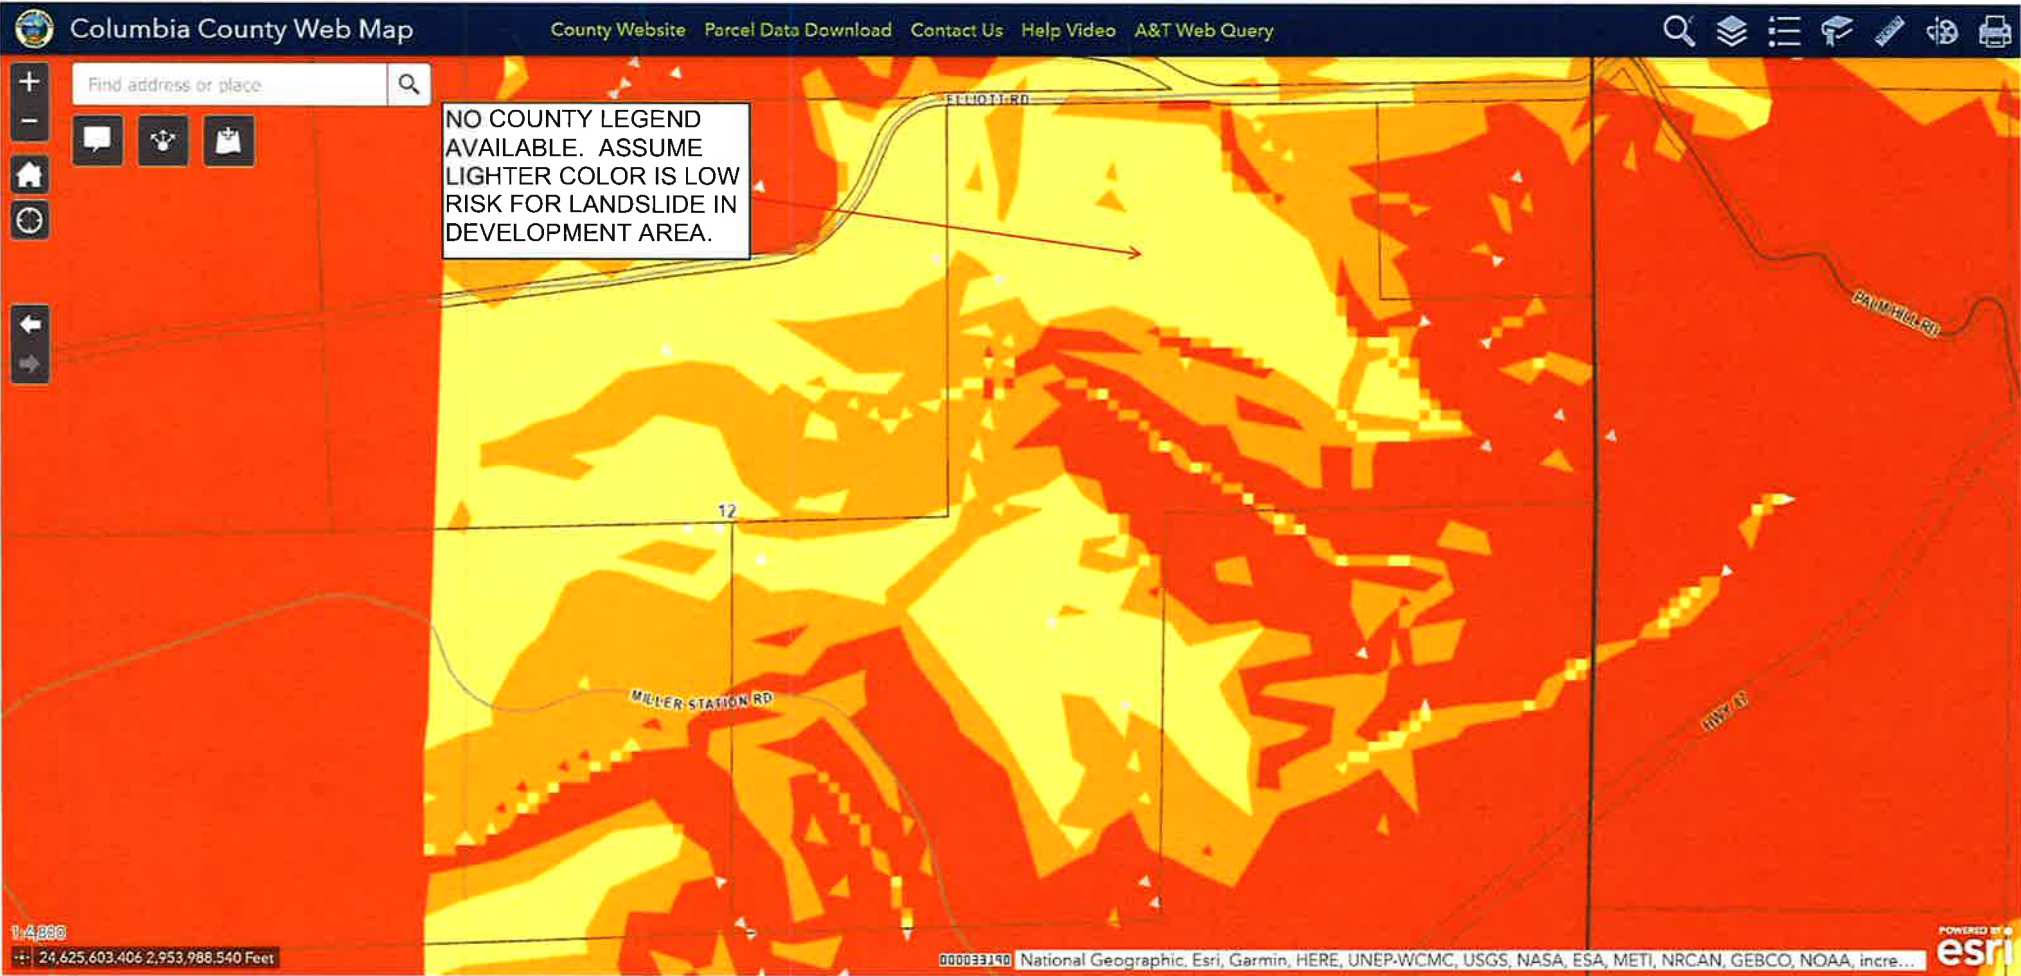 Columbia County Web Map
County Website Parcel Data Download Contact Us Help Video A&T Web Query
Find address or place
NO COUNTY LEGEND
AVAILABLE. ASSUME
LIGHTER COLOR IS LOW
RISK FOR LANDSLIDE IN
DEVELOPMENT AREA.
ELLIOTT RD
PALM HILL RD
12
MILLER STATION RD
HWY 47
1:4,800
24,625,603.406 2,953,988.540 Feet
National Geographic, Esri, Garmin, HERE, UNEP-WCMC, USGS, NASA, ESA, METI, NRCAN, GEBCO, NOAA, incre...
POWERED BY
esri